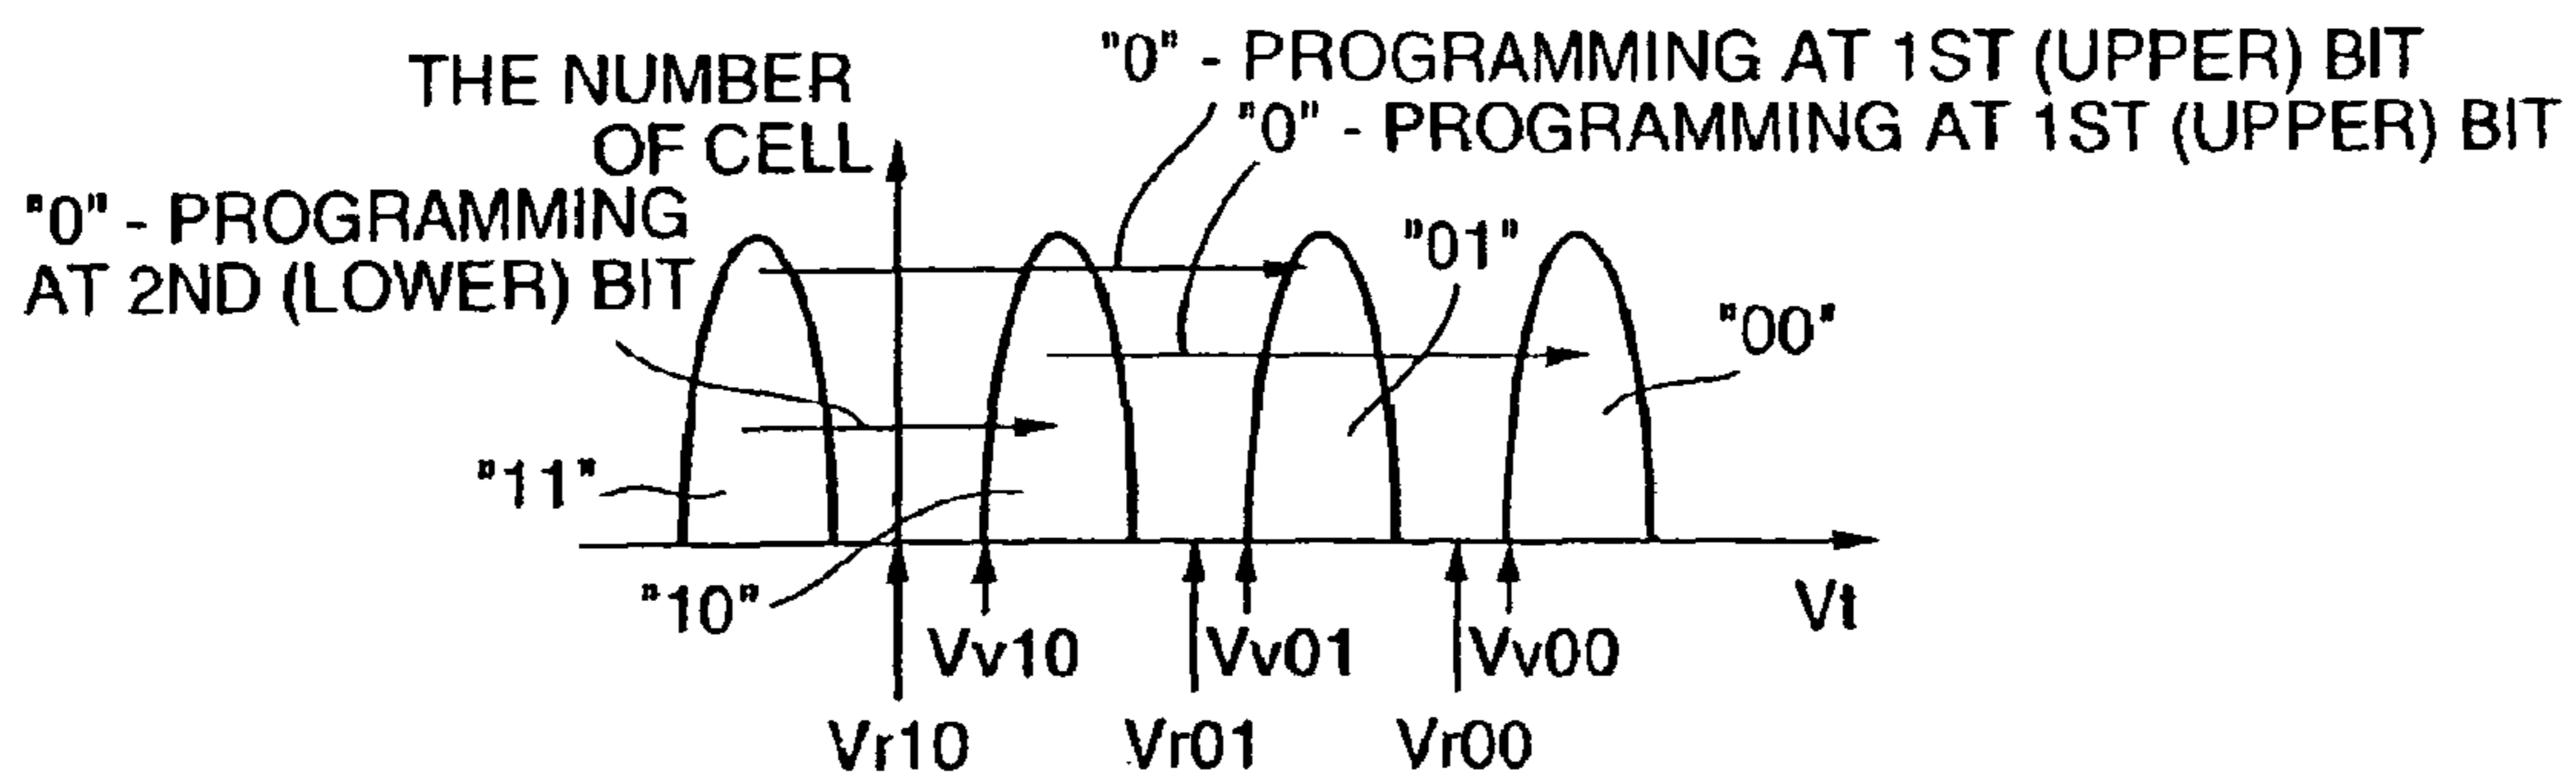 "0" - PROGRAMMING AT 1ST (UPPER) BIT
"0" - PROGRAMMING AT 1ST (UPPER) BIT
THE NUMBER
OF CELL
"0" - PROGRAMMING
AT 2ND (LOWER) BIT
"01"
"00"
"11"
"10"
Vt
Vv10
Vv01
Vv00
Vr10
Vr01
Vr00